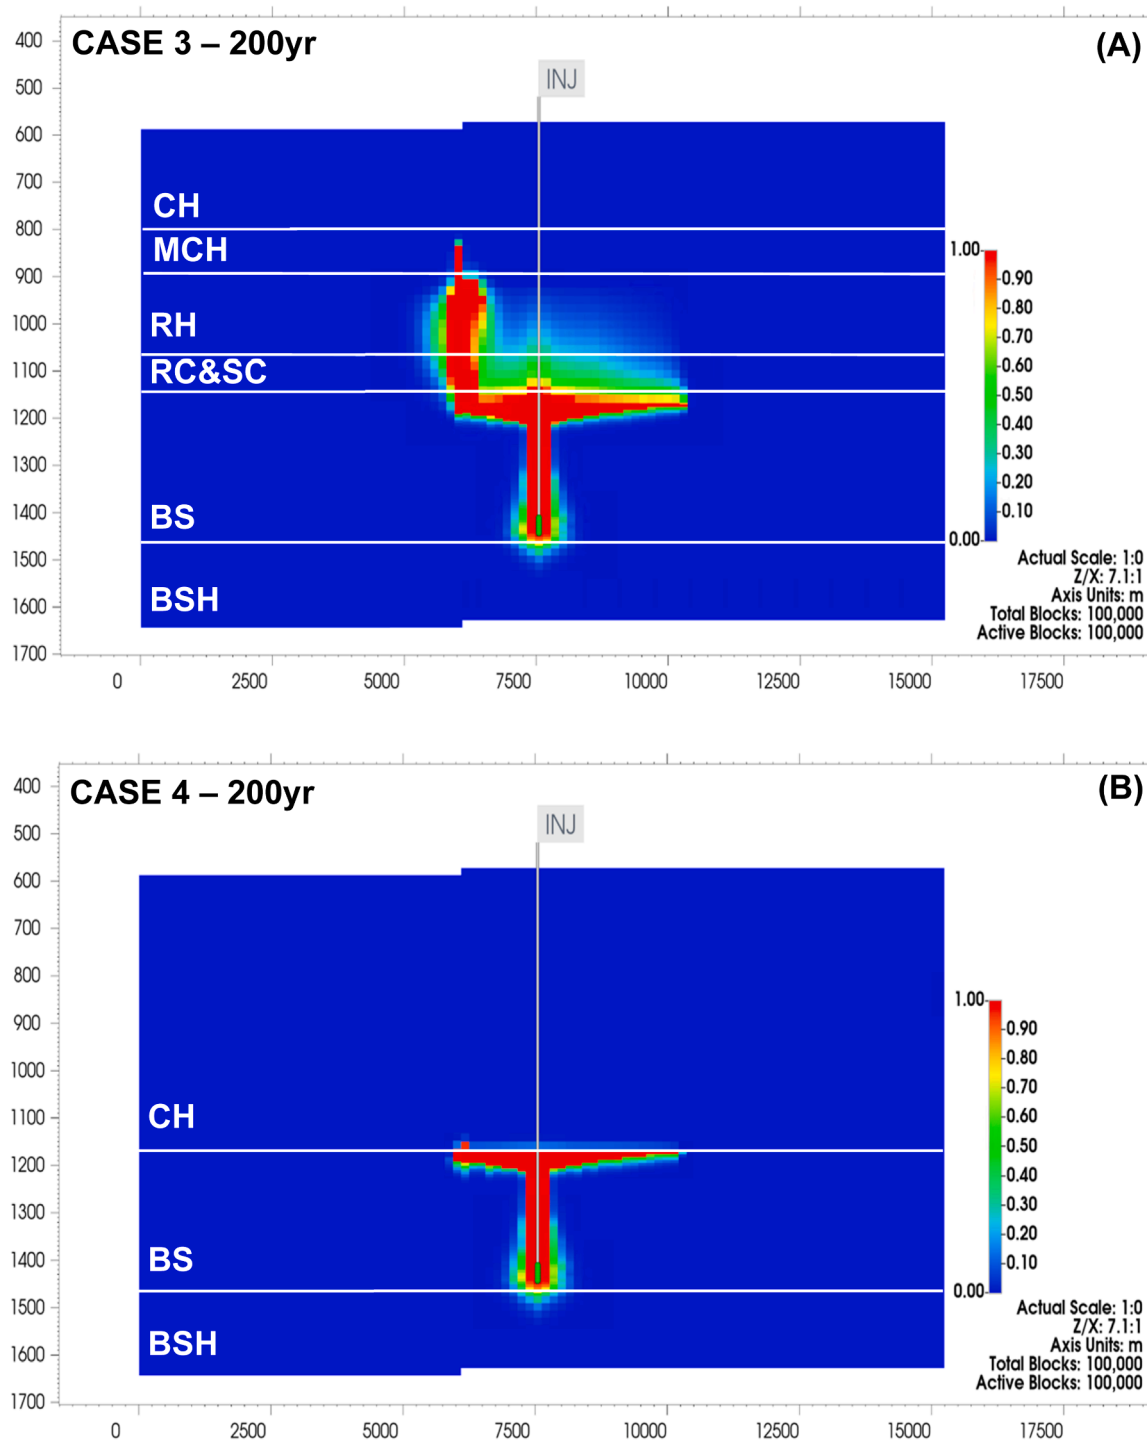 CASE 3 – 200yr
(A)
INJ
400
500
600
700
800
900
1000
1100
1200
1300
1400
1500
1600
1700
CH
MCH
RH
RC&SC
BS
BSH
1.00
0.90
0.80
0.70
0.60
0.50
0.40
0.30
0.20
0.10
0.00
Actual Scale: 1:0
Z/X: 7.1:1
Axis Units: m
Total Blocks: 100,000
Active Blocks: 100,000
0 2500 5000 7500 10000 12500 15000 17500
CASE 4 – 200yr
(B)
INJ
400
500
600
700
800
900
1000
1100
1200
1300
1400
1500
1600
1700
CH
BS
BSH
1.00
0.90
0.80
0.70
0.60
0.50
0.40
0.30
0.20
0.10
0.00
Actual Scale: 1:0
Z/X: 7.1:1
Axis Units: m
Total Blocks: 100,000
Active Blocks: 100,000
0 2500 5000 7500 10000 12500 15000 17500